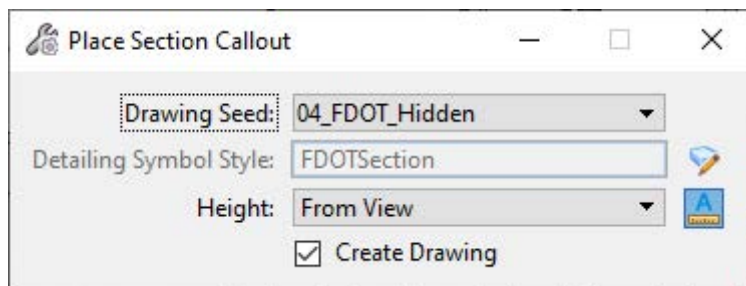 Place Section Callout
Drawing Seed: 04_FDOT_Hidden
Detailing Symbol Style: FDOTSection
Height: From View
A
Create Drawing